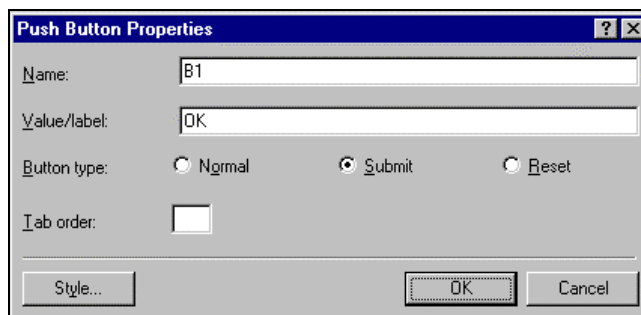 Push Button Properties
Name: B1
Value/label: OK
Button type: Normal Submit Reset
Tab order:
Style... OK Cancel